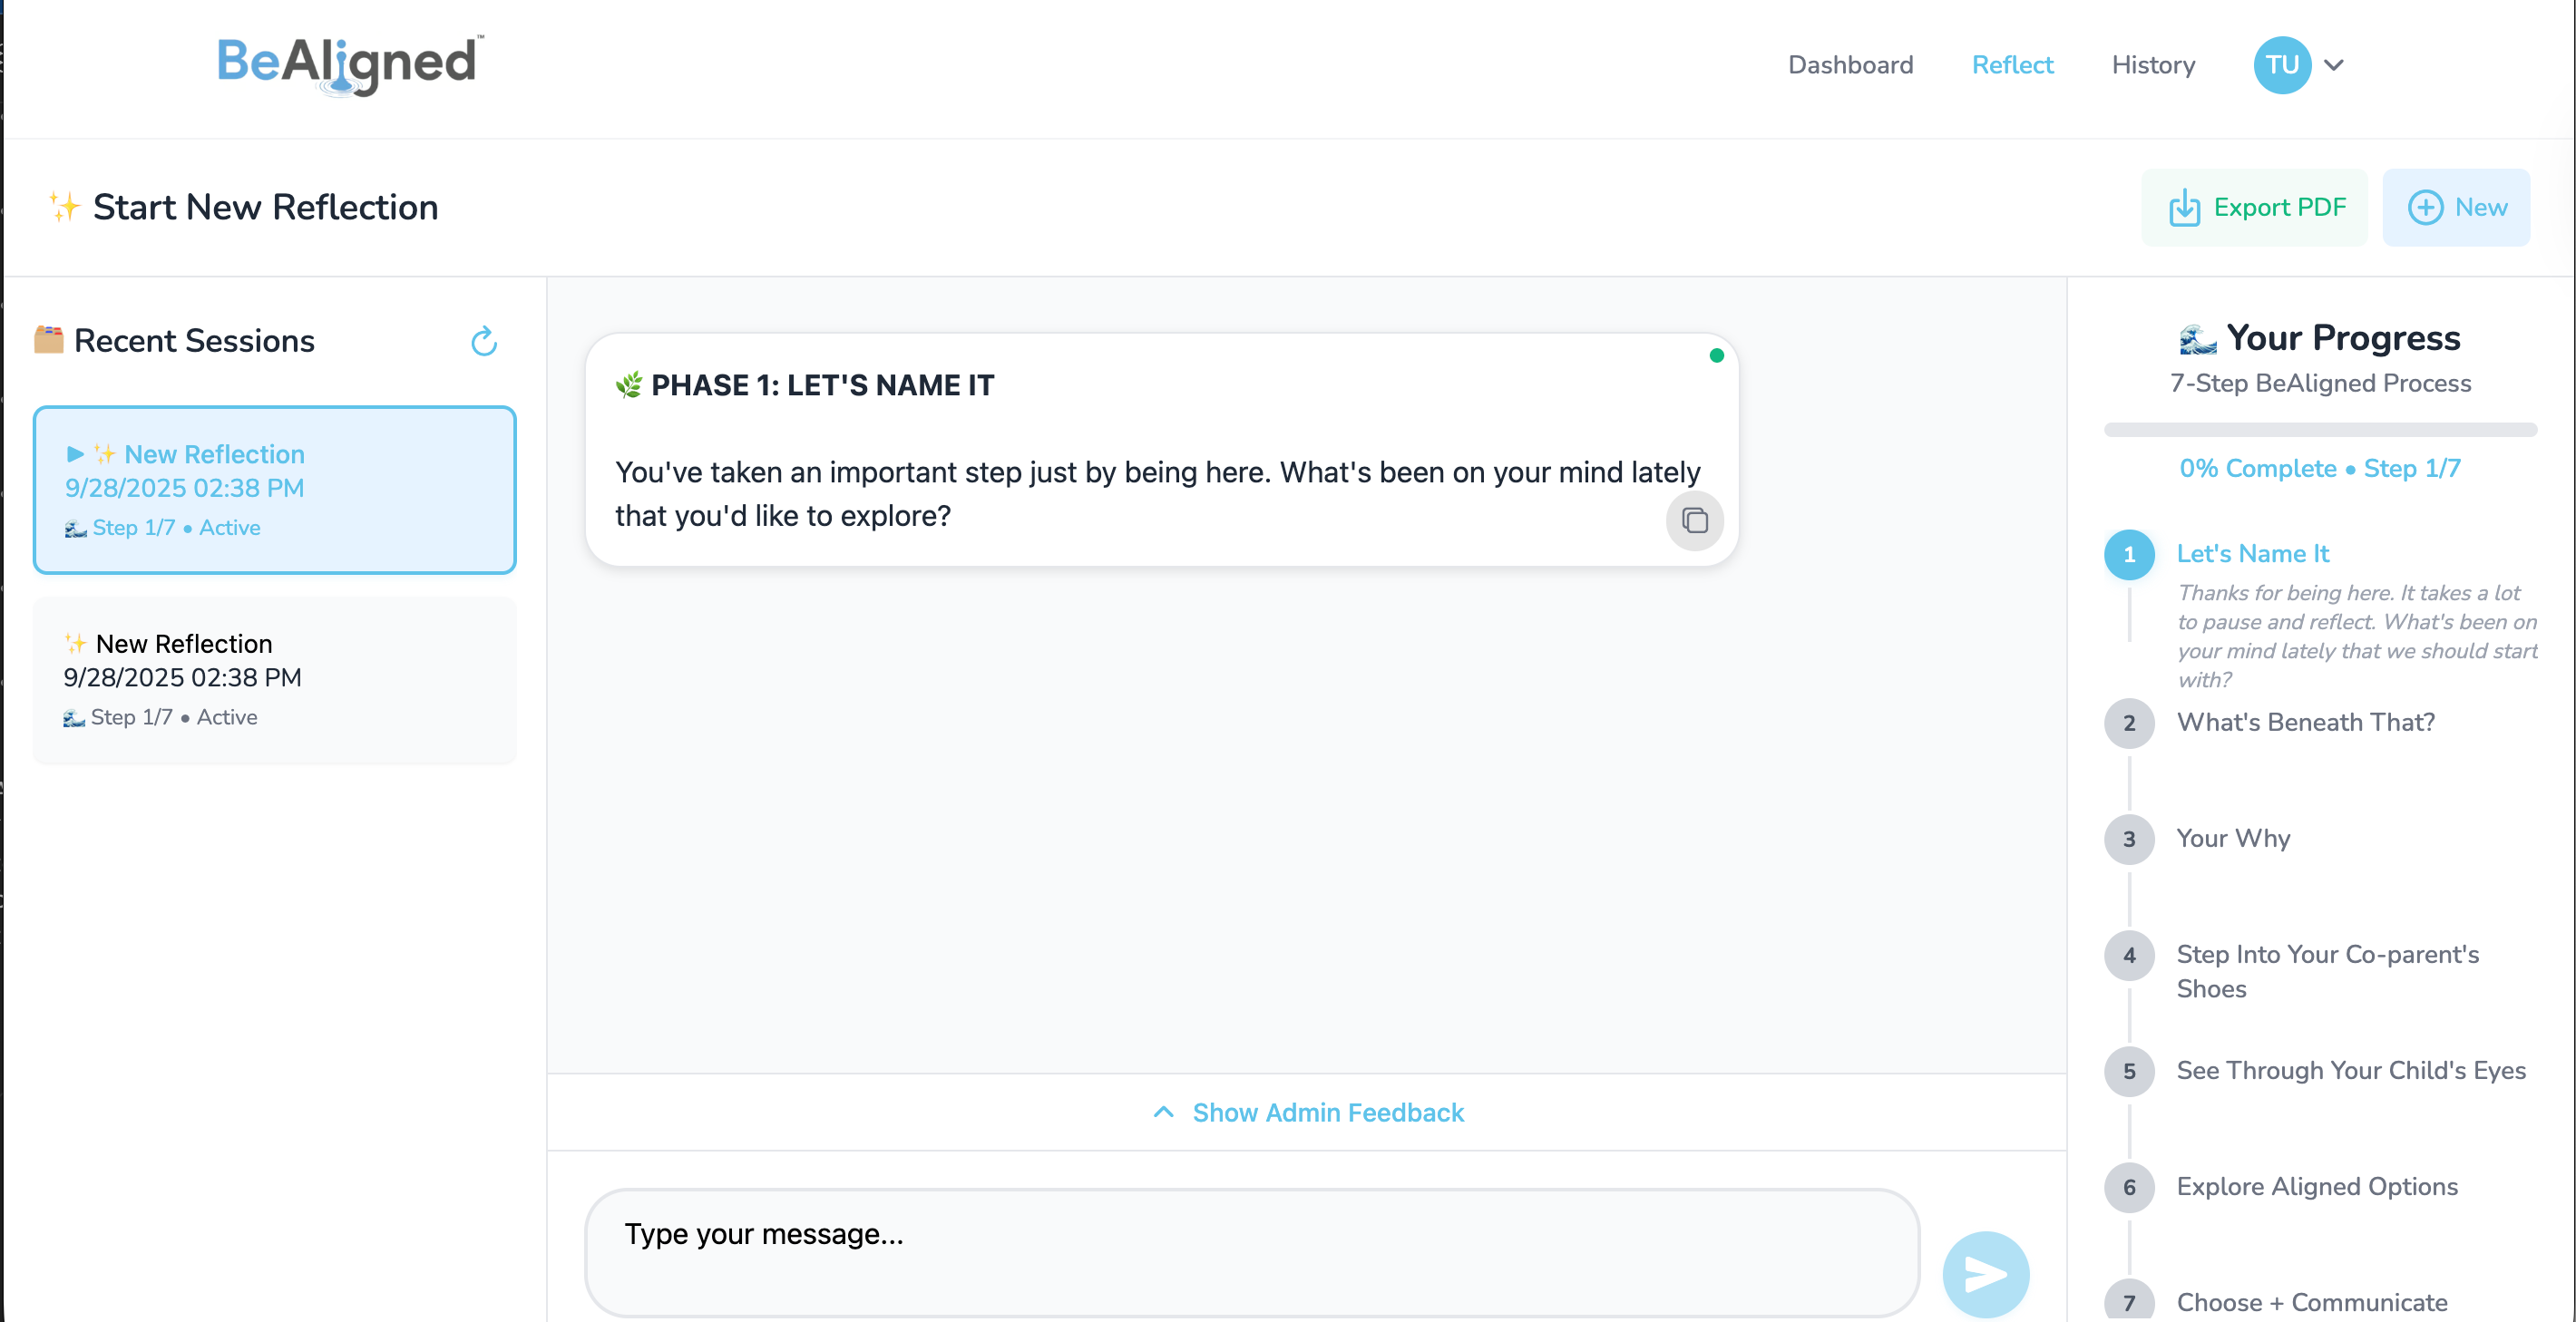 BeAligned™
Dashboard
Reflect
History
TU
✨ Start New Reflection
Export PDF
New
🗂️ Recent Sessions
▶ ✨ New Reflection
9/28/2025 02:38 PM
🌊 Step 1/7 • Active
✨ New Reflection
9/28/2025 02:38 PM
🌊 Step 1/7 • Active
🌿 PHASE 1: LET'S NAME IT
You've taken an important step just by being here. What's been on your mind lately
that you'd like to explore?
Show Admin Feedback
Type your message...
🌊 Your Progress
7-Step BeAligned Process
0% Complete • Step 1/7
1
Let's Name It
Thanks for being here. It takes a lot
to pause and reflect. What's been on
your mind lately that we should start
with?
2
What's Beneath That?
3
Your Why
4
Step Into Your Co-parent's
Shoes
5
See Through Your Child's Eyes
6
Explore Aligned Options
7
Choose + Communicate